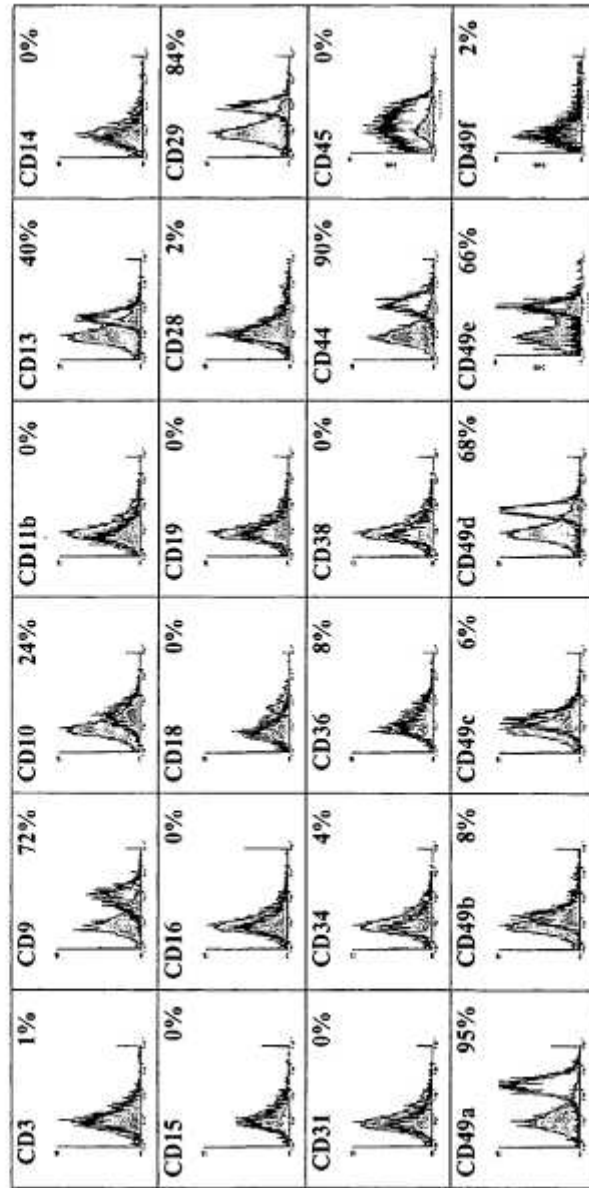 CD3 1% CD9 72% CD10 24% CD11b 0% CD13 40% CD14 0%
CD15 0% CD16 0% CD18 0% CD19 0% CD28 2% CD29 84%
CD31 0% CD34 4% CD36 8% CD38 0% CD44 90% CD45 0%
CD49a 95% CD49b 8% CD49c 6% CD49d 68% CD49e 66% CD49f 2%